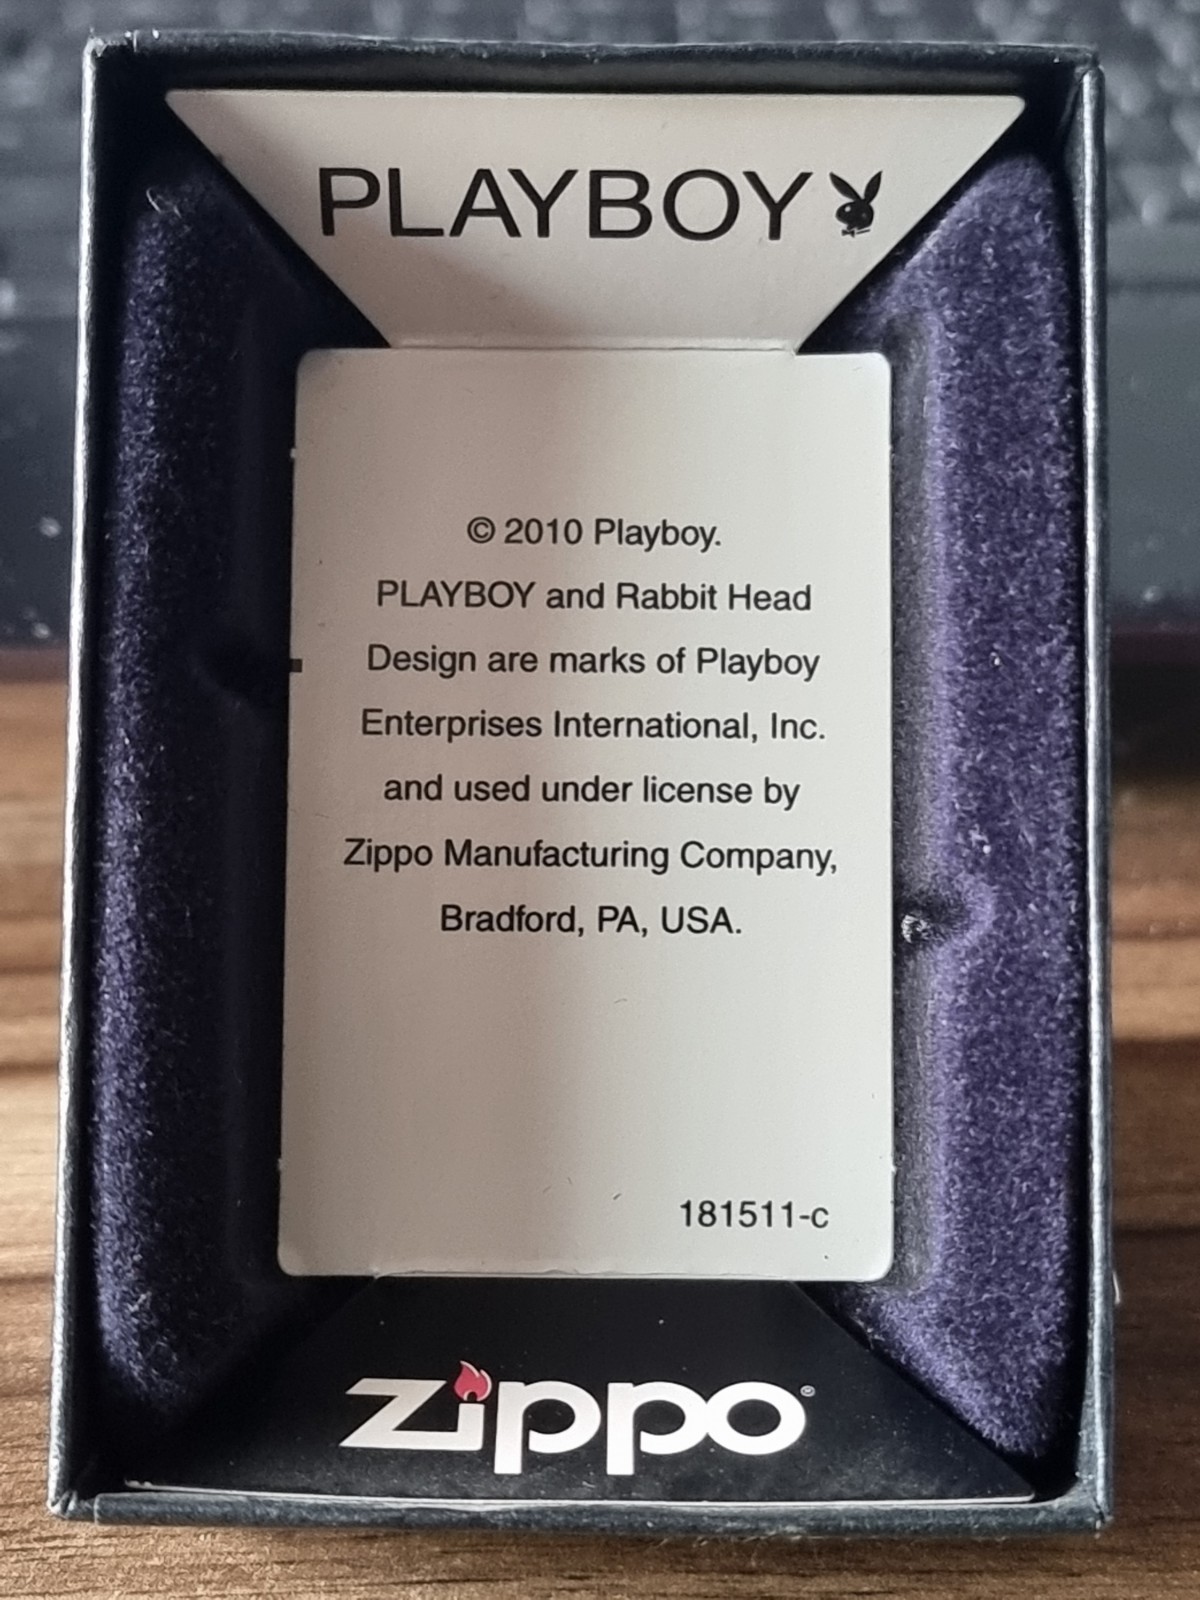 PLAYBOY
© 2010 Playboy.
PLAYBOY and Rabbit Head
Design are marks of Playboy
Enterprises International, Inc.
and used under license by
Zippo Manufacturing Company,
Bradford, PA, USA.
181511-c
Zippo®